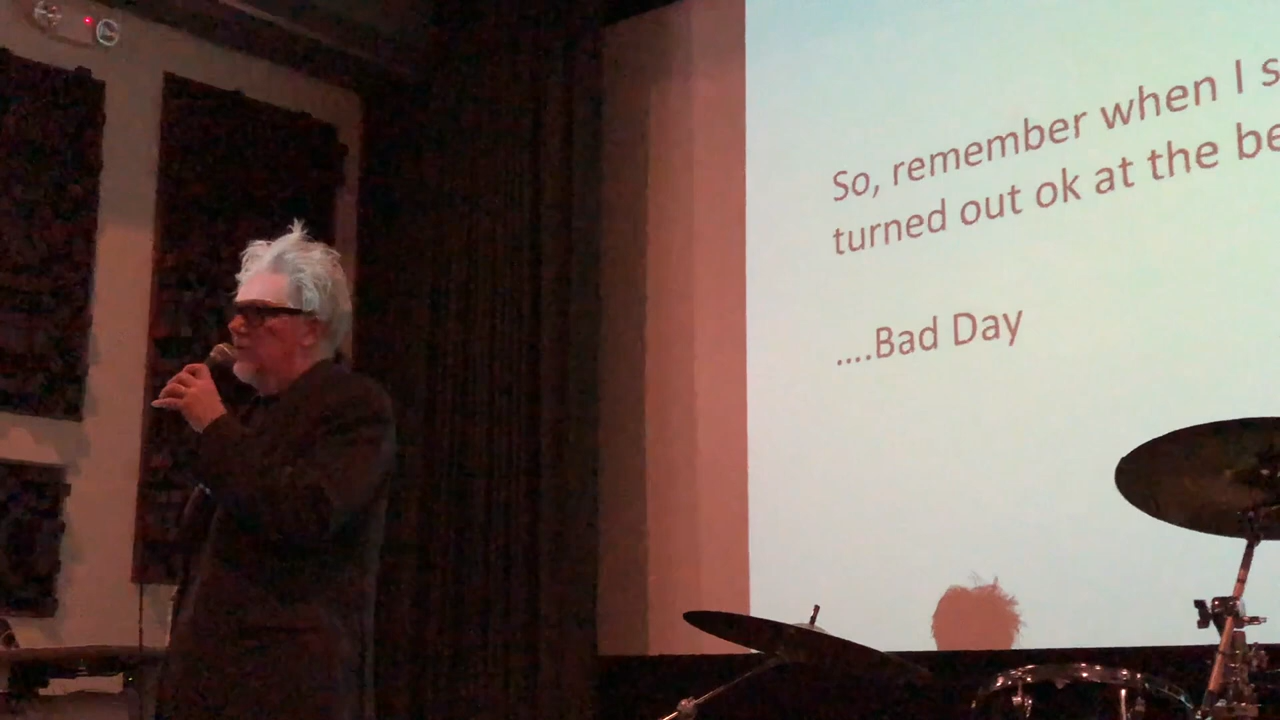 So, remember when I s
turned out ok at the be
....Bad Day